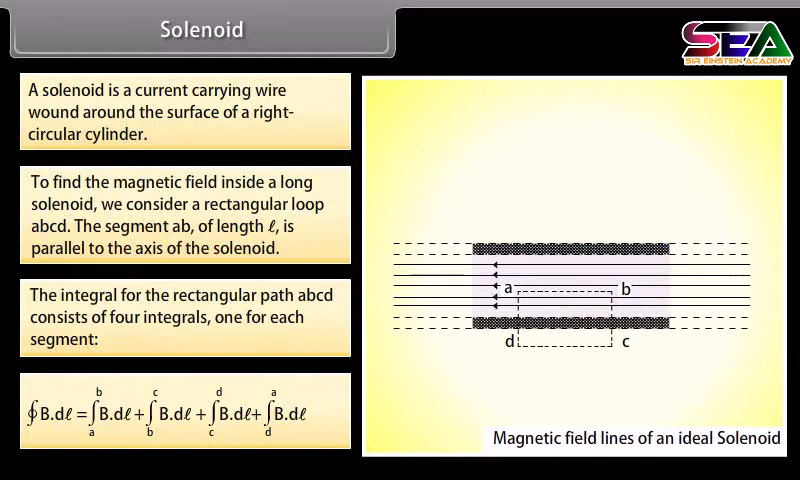 Solenoid
SEA
SIR EINSTEIN ACADEMY
A solenoid is a current carrying wire
wound around the surface of a right-
circular cylinder.
To find the magnetic field inside a long
solenoid, we consider a rectangular loop
abcd. The segment ab, of length ℓ, is
parallel to the axis of the solenoid.
The integral for the rectangular path abcd
consists of four integrals, one for each
segment:
∮B.dℓ = ∫ₐᵇB.dℓ + ∫_b^c B.dℓ + ∫_c^d B.dℓ + ∫_d^a B.dℓ
a b
d c
Magnetic field lines of an ideal Solenoid